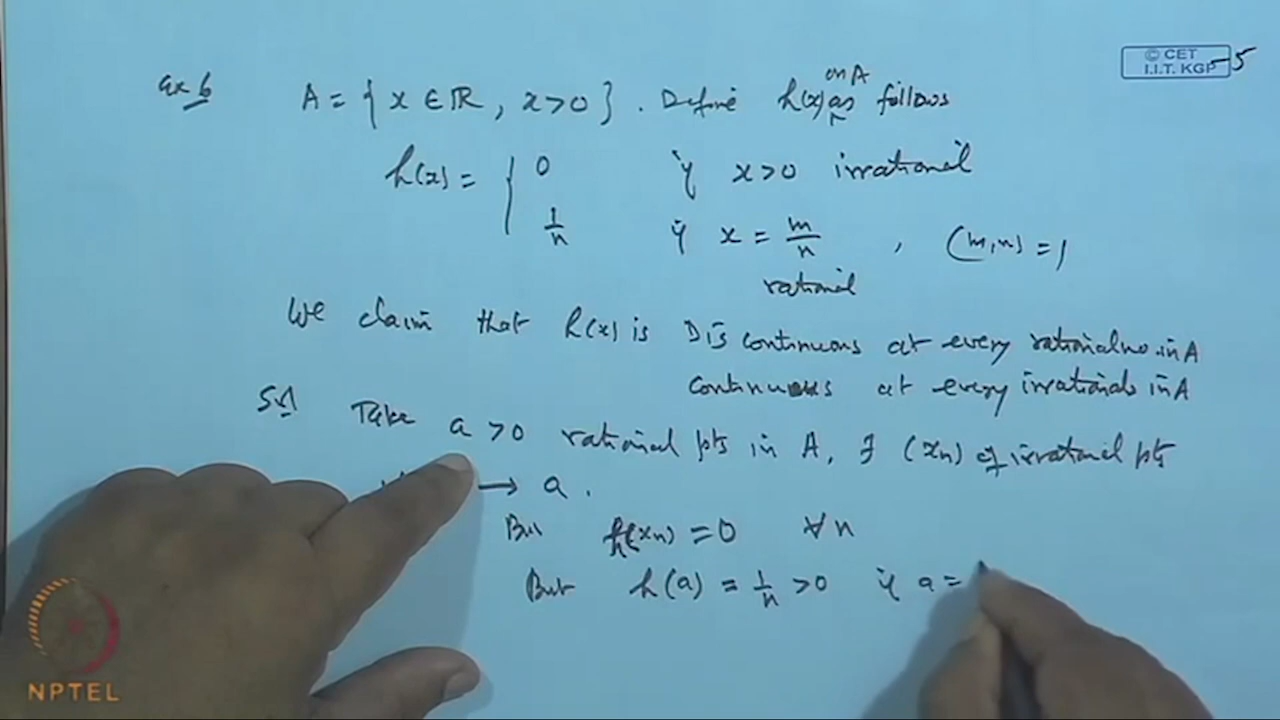 © CET
I.I.T. KGP
-5
Ex 6 A = { x ∈ ℝ, x > 0 } . Define h(x) on A as follows
h(x) = { 0 if x > 0 irrational
1/n if x = m/n , (m,n) = 1
rational
We claim that h(x) is Discontinuous at every rational no. in A
Continuous at every irrationals in A
Sol Take a > 0 rational pts in A, ∃ (xn) of irrational pts
→ a .
But h(xn) = 0 ∀ n
But h(a) = 1/n > 0 if a =
NPTEL